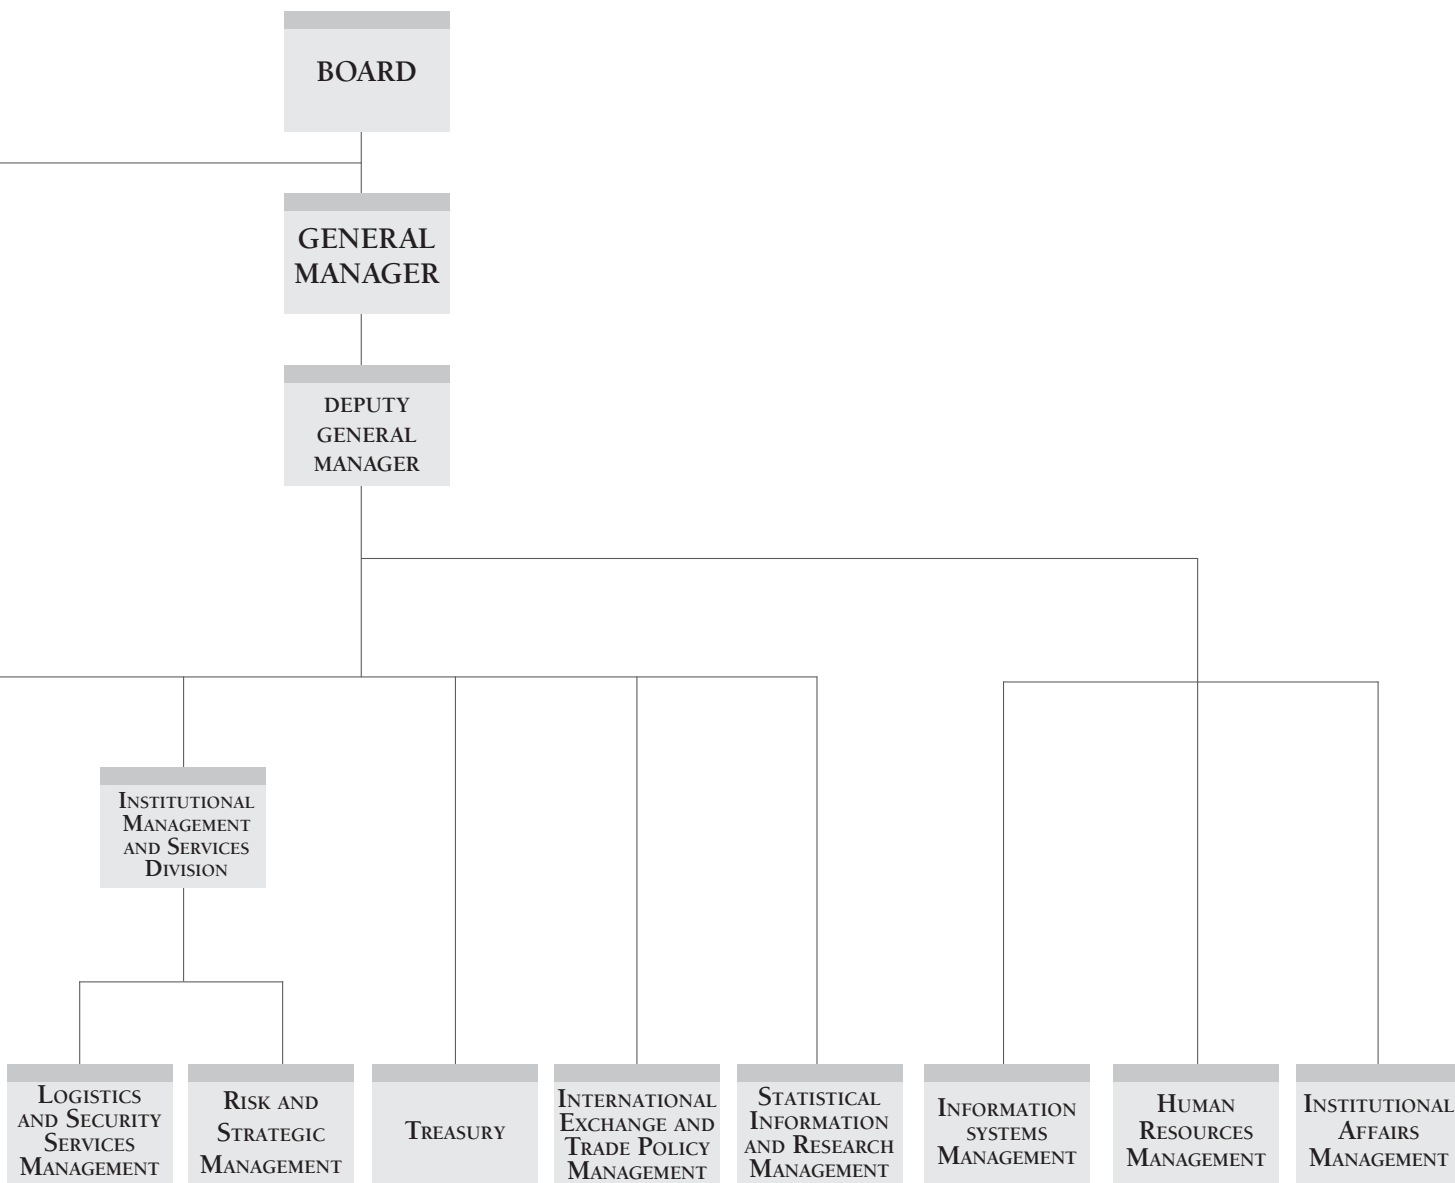 BOARD
GENERAL
MANAGER
DEPUTY
GENERAL
MANAGER
INSTITUTIONAL
MANAGEMENT
AND SERVICES
DIVISION
LOGISTICS
AND SECURITY
SERVICES
MANAGEMENT
RISK AND
STRATEGIC
MANAGEMENT
TREASURY
INTERNATIONAL
EXCHANGE AND
TRADE POLICY
MANAGEMENT
STATISTICAL
INFORMATION
AND RESEARCH
MANAGEMENT
INFORMATION
SYSTEMS
MANAGEMENT
HUMAN
RESOURCES
MANAGEMENT
INSTITUTIONAL
AFFAIRS
MANAGEMENT